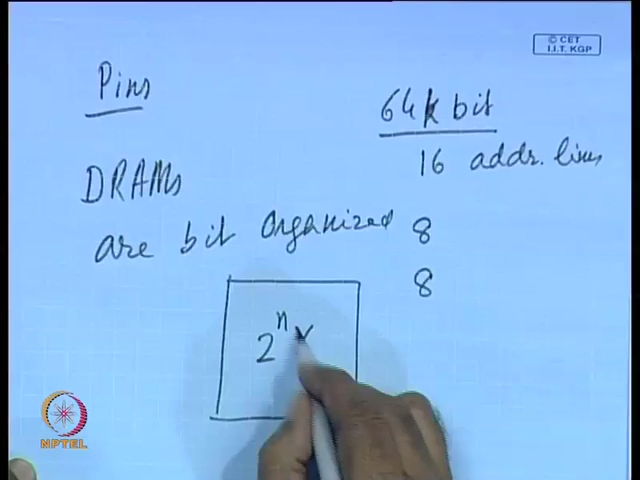 © CET
I.I.T. KGP
Pins
64k bit
16 addr. lines
DRAMs
are bit organized
8
8
2ⁿ
NPTEL